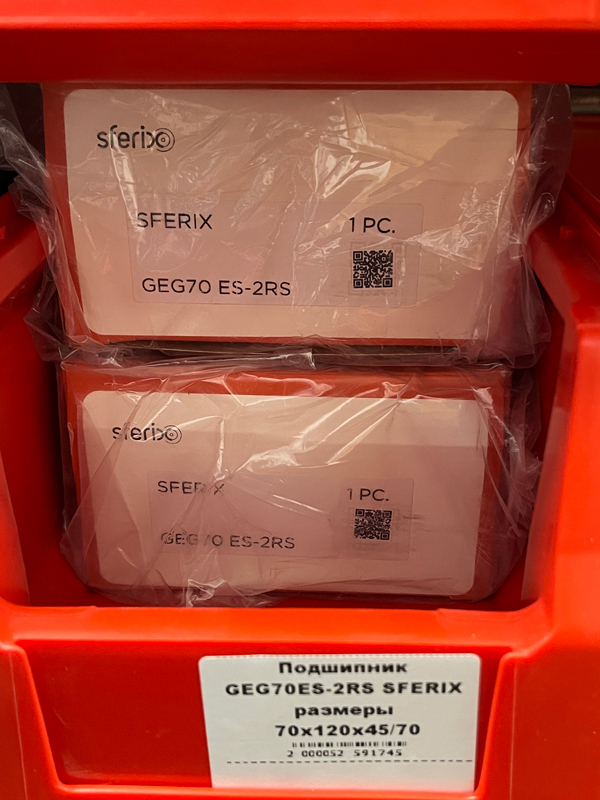 sferix
SFERIX 1 PC.
GEG70 ES-2RS
sferix
SFERIX 1 PC.
GEG70 ES-2RS
Подшипник
GEG70ES-2RS SFERIX
размеры
70x120x45/70
2 000052 591745